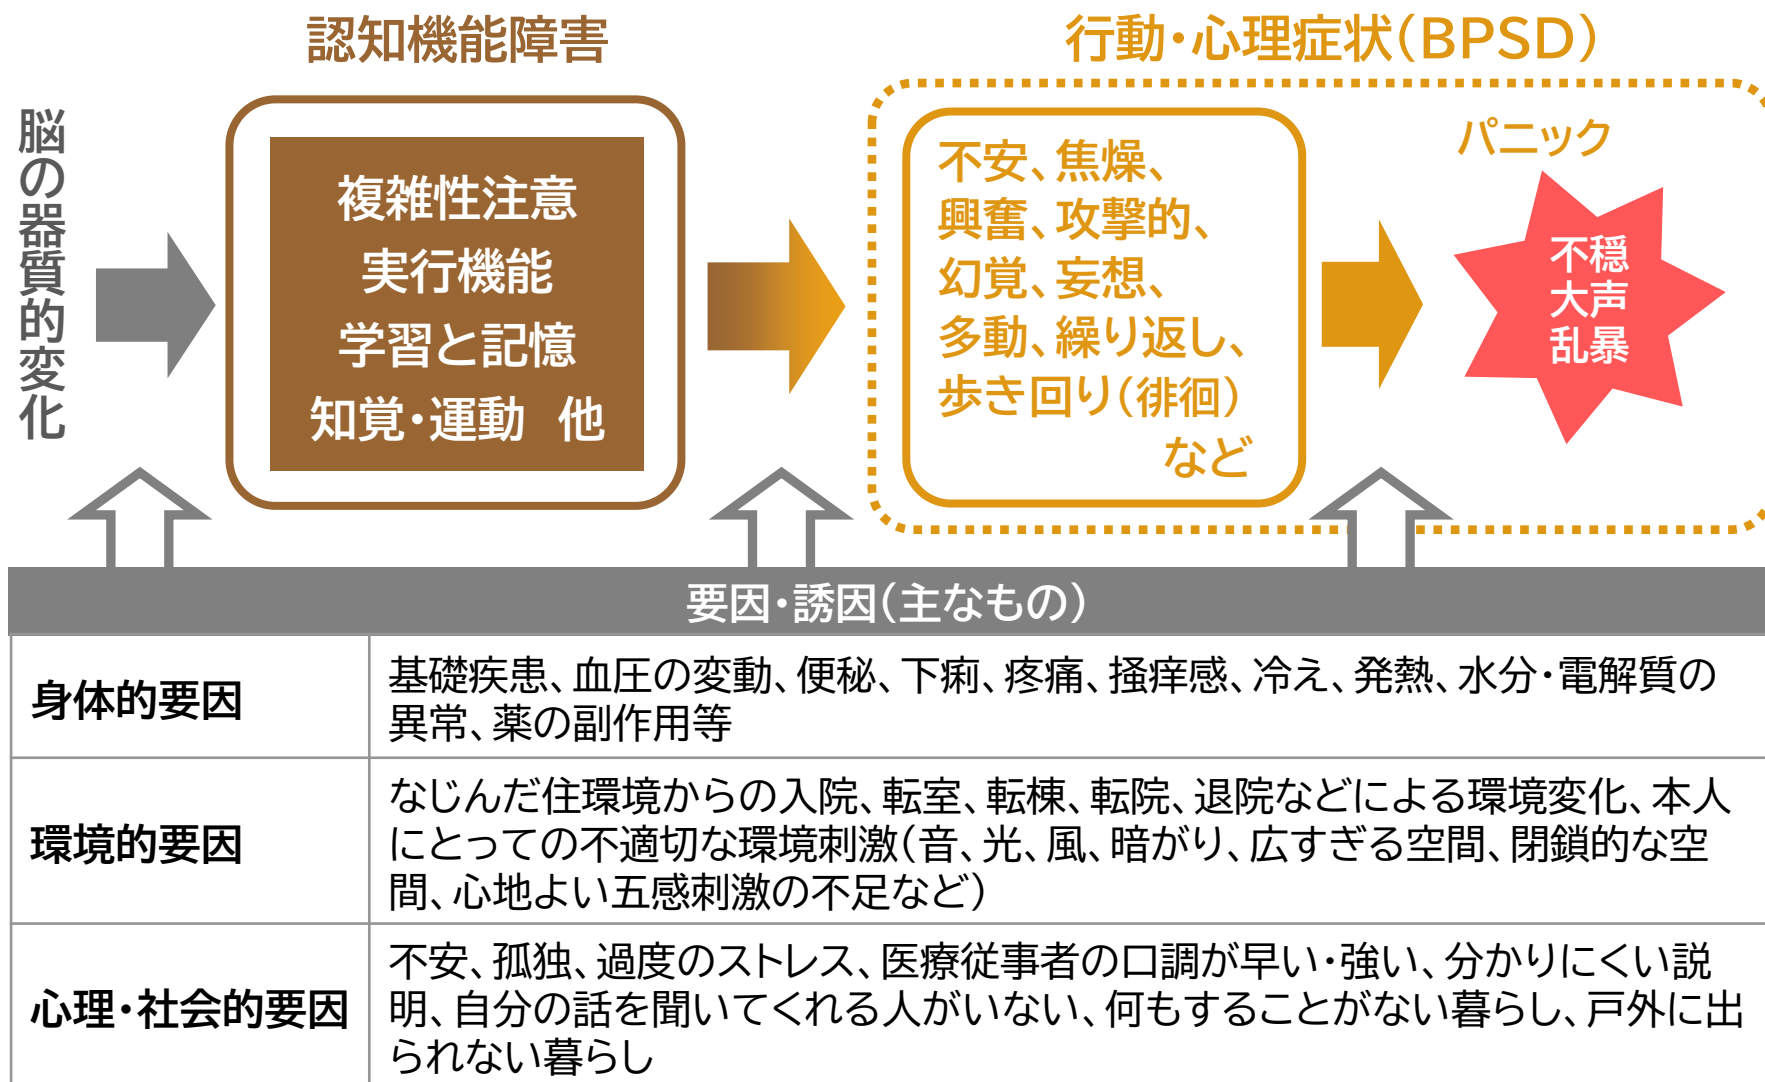 認知機能障害
行動・心理症状（BPSD）
脳の器質的変化
複雑性注意
実行機能
学習と記憶
知覚・運動　他
不安、焦燥、
興奮、攻撃的、
幻覚、妄想、
多動、繰り返し、
歩き回り（徘徊）
など
パニック
不穏
大声
乱暴
要因・誘因（主なもの）
身体的要因
基礎疾患、血圧の変動、便秘、下痢、疼痛、掻痒感、冷え、発熱、水分・電解質の
異常、薬の副作用等
環境的要因
なじんだ住環境からの入院、転室、転棟、転院、退院などによる環境変化、本人
にとっての不適切な環境刺激（音、光、風、暗がり、広すぎる空間、閉鎖的な空
間、心地よい五感刺激の不足など）
心理・社会的要因
不安、孤独、過度のストレス、医療従事者の口調が早い・強い、分かりにくい説
明、自分の話を聞いてくれる人がいない、何もすることがない暮らし、戸外に出
られない暮らし